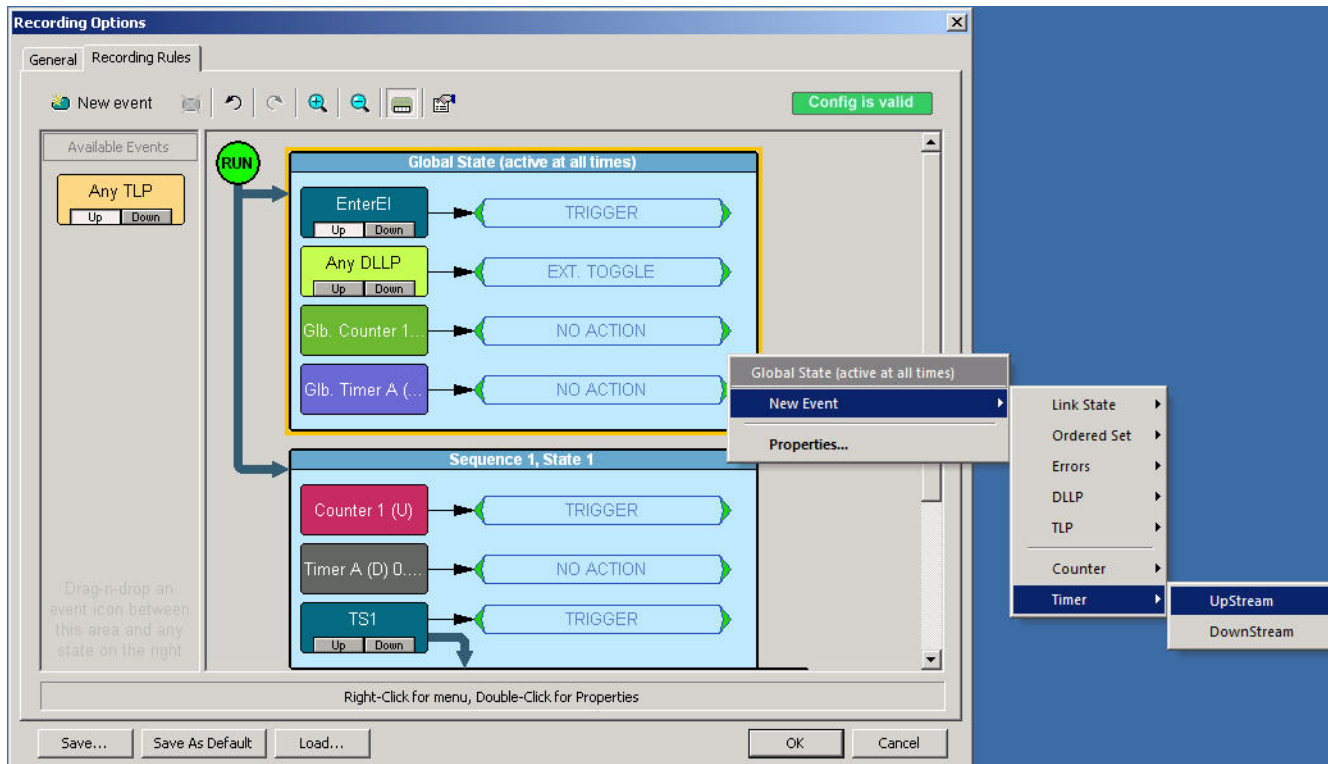 Recording Options
General
Recording Rules
New event
Config is valid
Available Events
Any TLP
Up Down
RUN
Global State (active at all times)
EnterEI
Up Down
TRIGGER
Any DLLP
Up Down
EXT. TOGGLE
Glb. Counter 1...
NO ACTION
Glb. Timer A (...
NO ACTION
Sequence 1, State 1
Counter 1 (U)
TRIGGER
Timer A (D) 0....
NO ACTION
TS1
Up Down
TRIGGER
Drag-n-drop an
event icon between
this area and any
state on the right
Global State (active at all times)
New Event
Properties...
Link State
Ordered Set
Errors
DLLP
TLP
Counter
Timer
UpStream
DownStream
Right-Click for menu, Double-Click for Properties
Save...
Save As Default
Load...
OK
Cancel